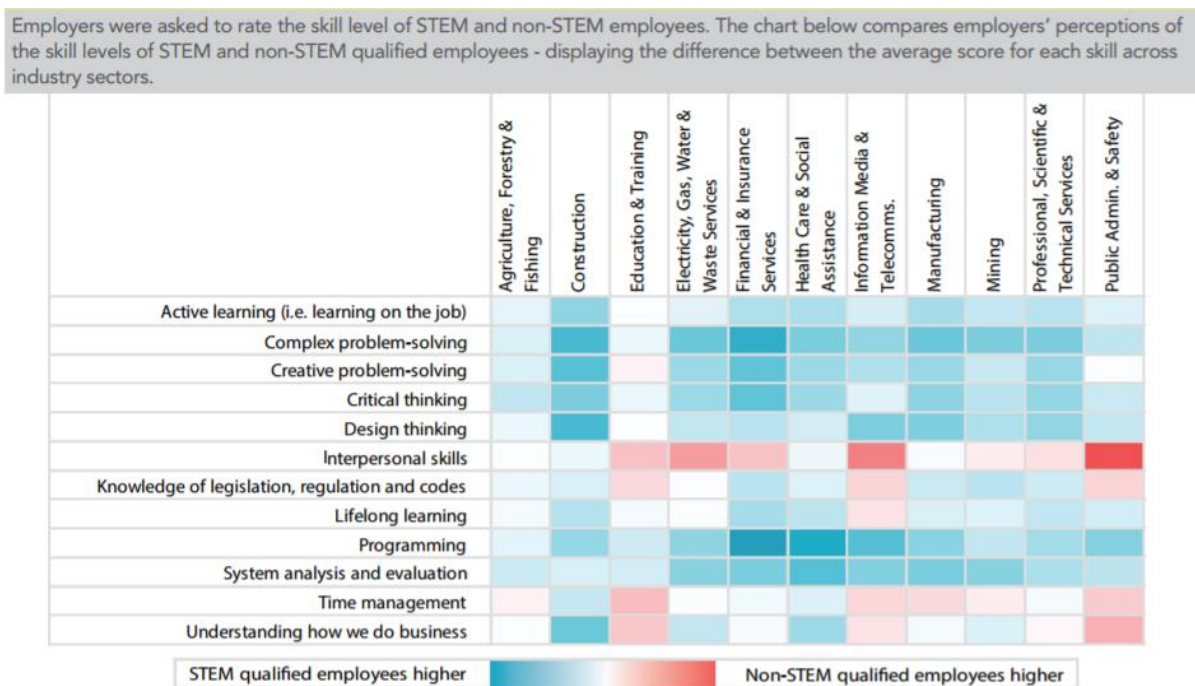 Employers were asked to rate the skill level of STEM and non-STEM employees. The chart below compares employers’ perceptions of
the skill levels of STEM and non-STEM qualified employees - displaying the difference between the average score for each skill across
industry sectors.
Agriculture, Forestry &
Fishing
Construction
Education & Training
Electricity, Gas, Water &
Waste Services
Financial & Insurance
Services
Health Care & Social
Assistance
Information Media &
Telecomms.
Manufacturing
Mining
Professional, Scientific &
Technical Services
Public Admin. & Safety
Active learning (i.e. learning on the job)
Complex problem-solving
Creative problem-solving
Critical thinking
Design thinking
Interpersonal skills
Knowledge of legislation, regulation and codes
Lifelong learning
Programming
System analysis and evaluation
Time management
Understanding how we do business
STEM qualified employees higher
Non-STEM qualified employees higher